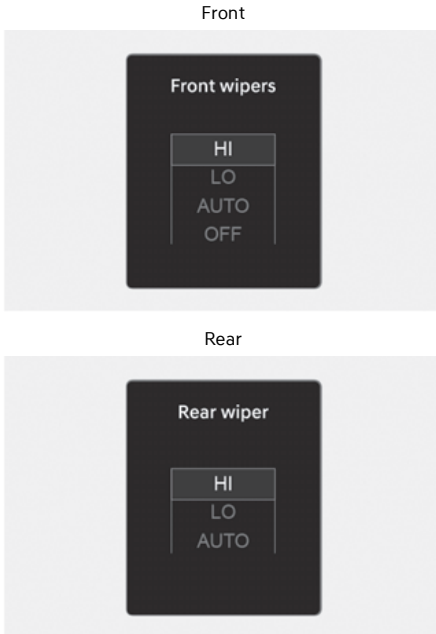 Front
Front wipers
HI
LO
AUTO
OFF
Rear
Rear wiper
HI
LO
AUTO